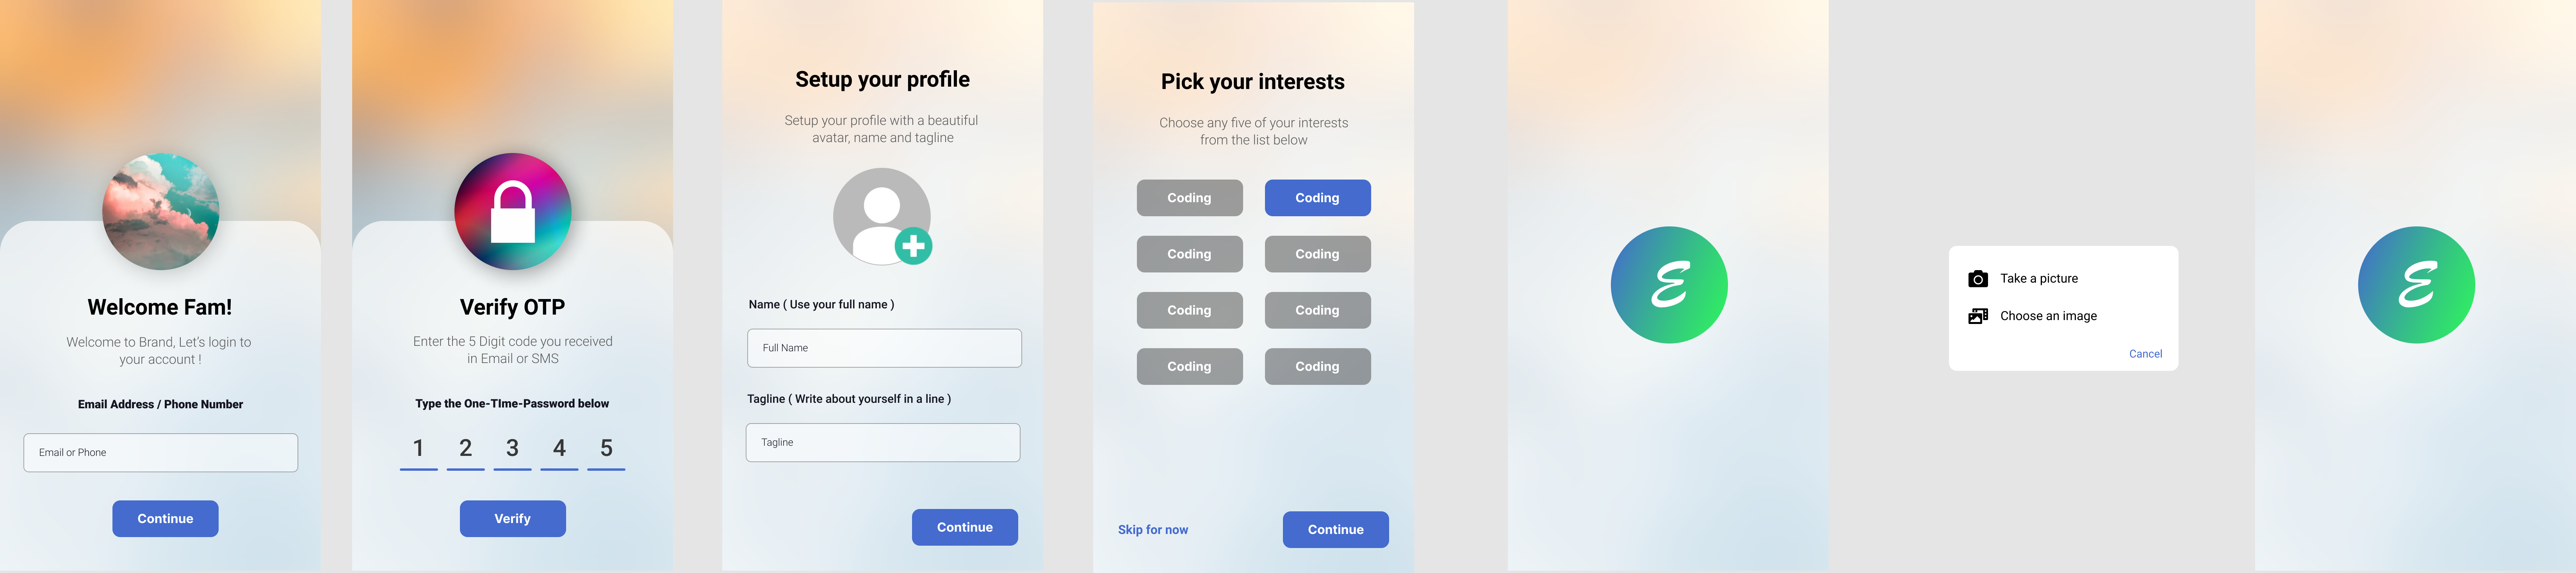 Welcome Fam!
Welcome to Brand, Let's login to
your account !
Email Address / Phone Number
Email or Phone
Continue
Verify OTP
Enter the 5 Digit code you received
in Email or SMS
Type the One-TIme-Password below
1 2 3 4 5
Verify
Setup your profile
Setup your profile with a beautiful
avatar, name and tagline
Name ( Use your full name )
Full Name
Tagline ( Write about yourself in a line )
Tagline
Continue
Pick your interests
Choose any five of your interests
from the list below
Coding Coding
Coding Coding
Coding Coding
Coding Coding
Skip for now Continue
E
Take a picture
Choose an image
Cancel
E